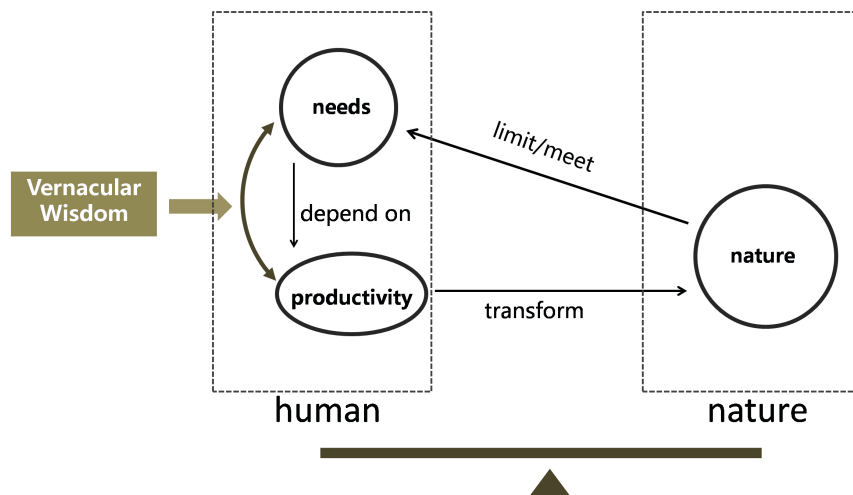 needs
limit/meet
Vernacular
Wisdom
depend on
nature
productivity
transform
human
nature